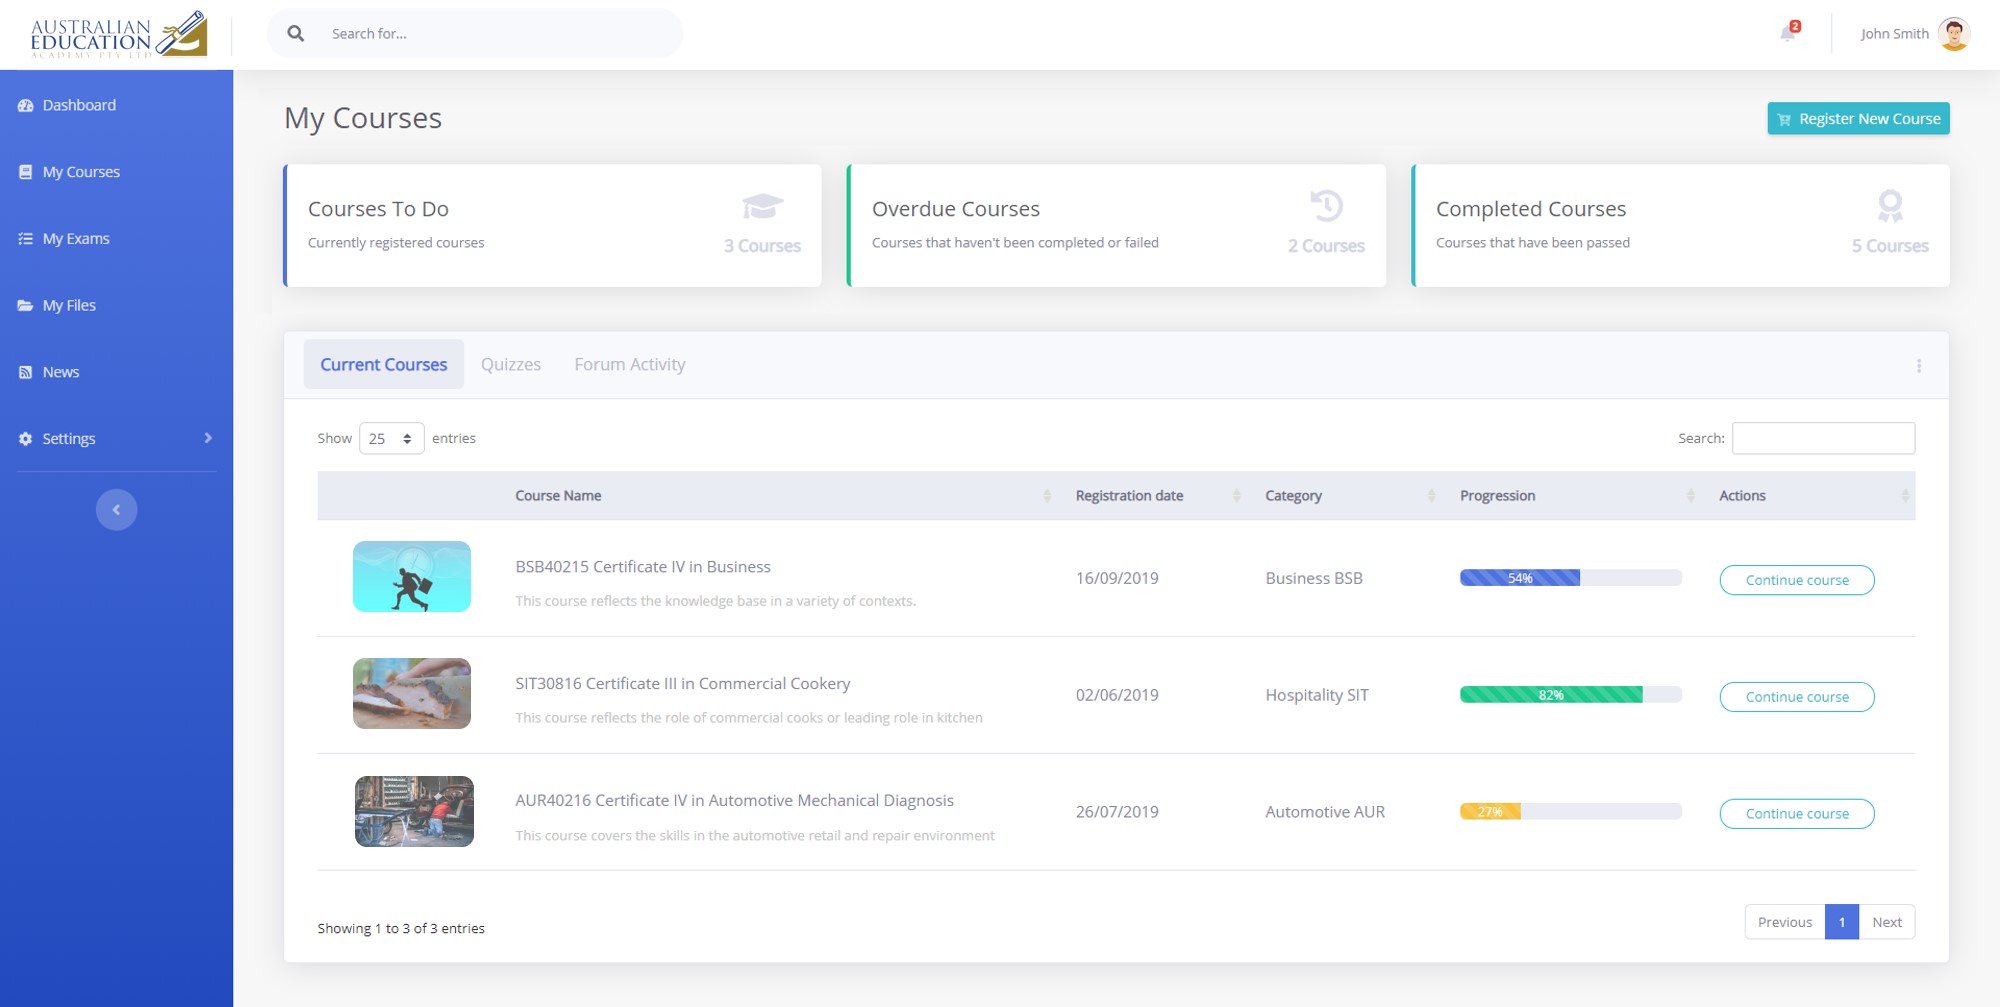 AUSTRALIAN
EDUCATION
ACADEMY PTY LTD
Search for...
2
John Smith
Dashboard
My Courses
My Exams
My Files
News
Settings
My Courses
Register New Course
Courses To Do
Currently registered courses
3 Courses
Overdue Courses
Courses that haven't been completed or failed
2 Courses
Completed Courses
Courses that have been passed
5 Courses
Current Courses Quizzes Forum Activity
Show 25 entries
Search:
Course Name Registration date Category Progression Actions
BSB40215 Certificate IV in Business
This course reflects the knowledge base in a variety of contexts.
16/09/2019 Business BSB 54% Continue course
SIT30816 Certificate III in Commercial Cookery
This course reflects the role of commercial cooks or leading role in kitchen
02/06/2019 Hospitality SIT 82% Continue course
AUR40216 Certificate IV in Automotive Mechanical Diagnosis
This course covers the skills in the automotive retail and repair environment
26/07/2019 Automotive AUR 27% Continue course
Showing 1 to 3 of 3 entries
Previous 1 Next